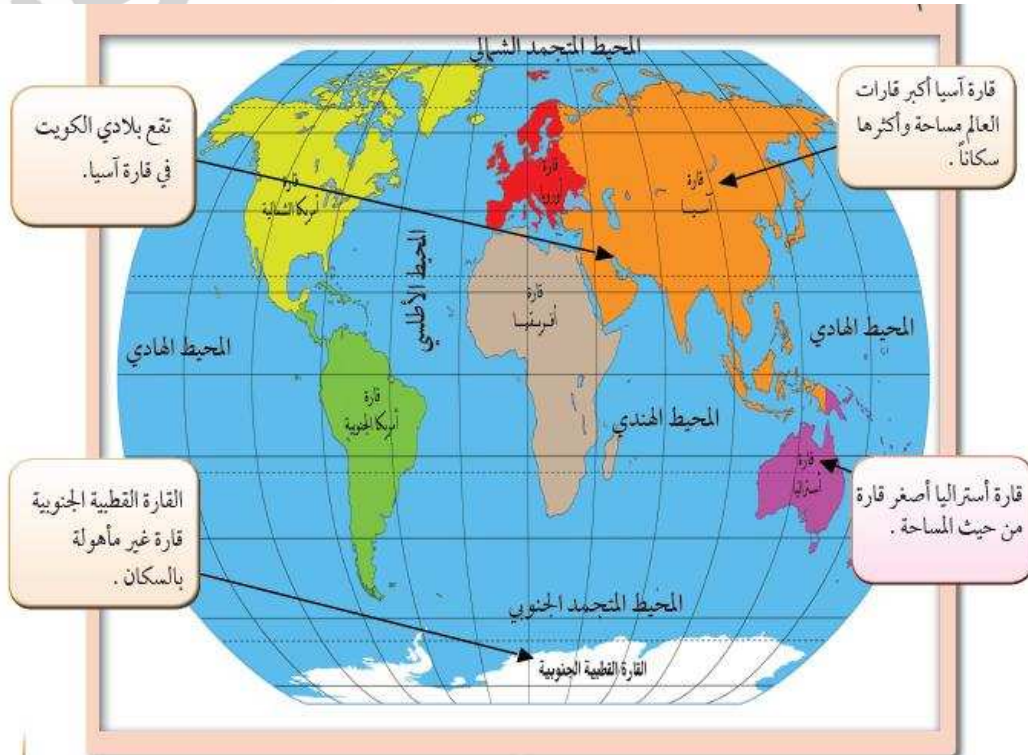 المحيط المتجمد الشمالي
قارة آسيا أكبر قارات
العالم مساحة وأكثرها
سكاناً .
تقع بلادي الكويت
في قارة آسيا.
قارة
أوروبا
قارة
آسيا
قارة
أمريكا الشمالية
المحيط الأطلسي
قارة
أفريقيا
المحيط الهادي
المحيط الهادي
قارة
أمريكا الجنوبية
المحيط الهندي
قارة
أستراليا
قارة أستراليا أصغر قارة
من حيث المساحة .
القارة القطبية الجنوبية
قارة غير مأهولة
بالسكان .
المحيط المتجمد الجنوبي
القارة القطبية الجنوبية